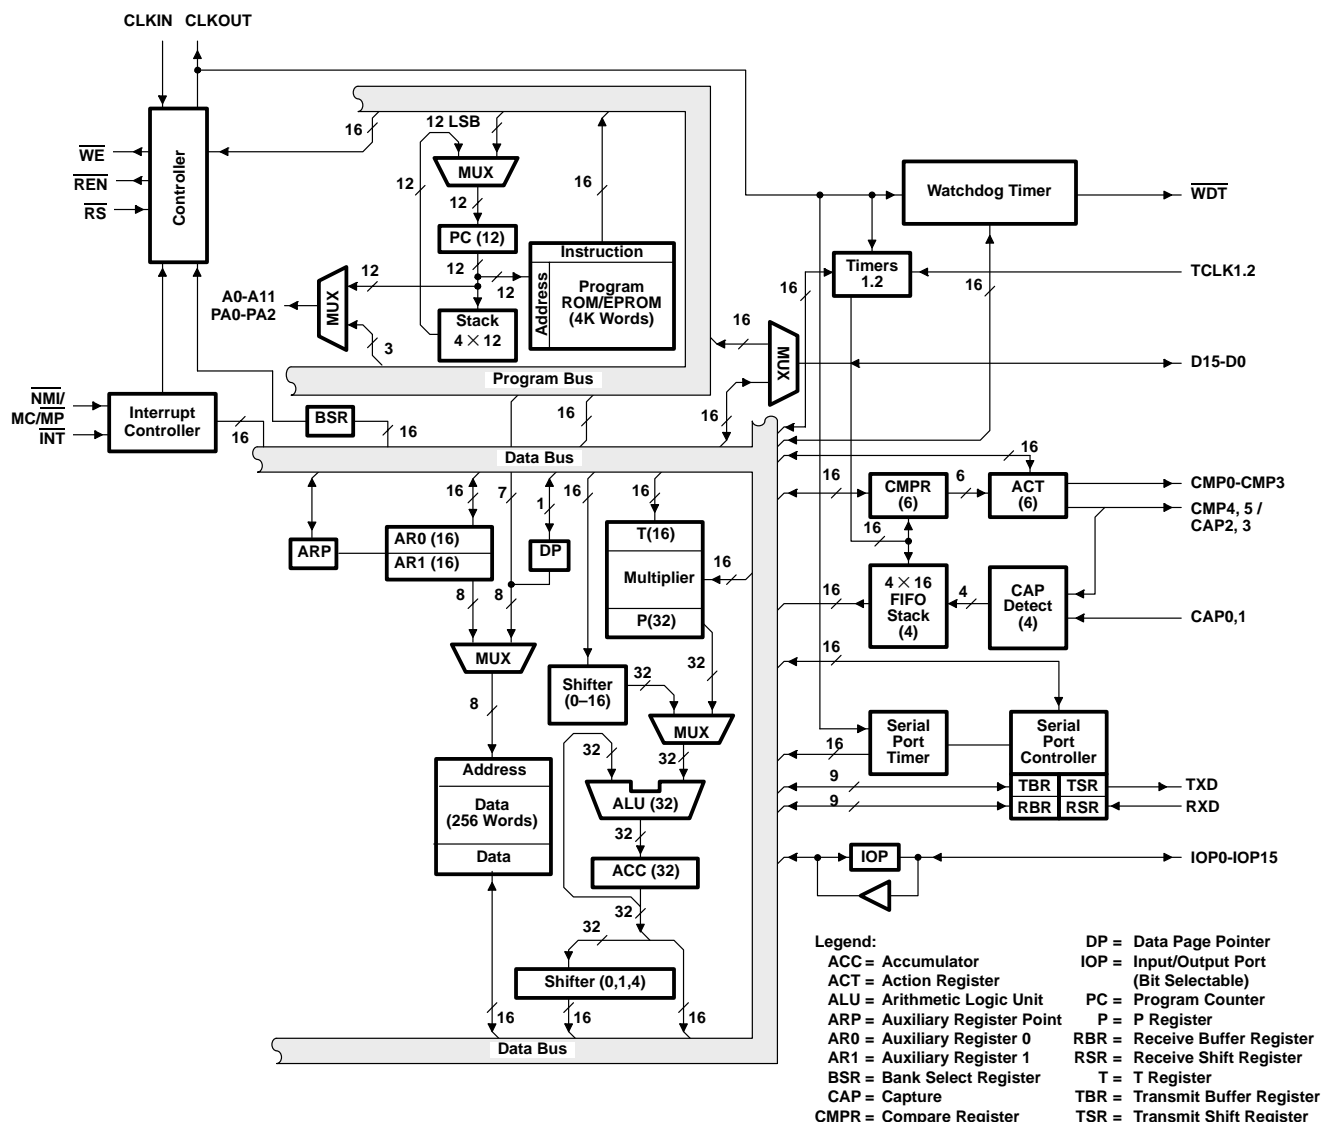 CLKIN CLKOUT
Controller
WE
REN
RS
16
12 LSB
MUX
12
12
PC (12)
12
12
12
16
Instruction
Address
Program
ROM/EPROM
(4K Words)
Stack
4 × 12
MUX
A0-A11
PA0-PA2
3
Program Bus
Watchdog Timer
WDT
Timers
1.2
TCLK1.2
16
16
16
MUX
D15-D0
16
NMI/
MC/MP
INT
Interrupt
Controller
16
BSR
16
16
Data Bus
ARP
16
AR0 (16)
AR1 (16)
7
1
DP
16
16
T(16)
Multiplier
P(32)
16
8
8
MUX
8
Shifter
(0–16)
32
32
MUX
32
32
ALU (32)
32
ACC (32)
32
32
Shifter (0,1,4)
Address
Data
(256 Words)
Data
16
16
16
Data Bus
16
16
CMPR
(6)
6
ACT
(6)
CMP0-CMP3
CMP4, 5 /
CAP2, 3
16
16
4 × 16
FIFO
Stack
(4)
4
CAP
Detect
(4)
CAP0,1
16
16
Serial
Port
Timer
Serial
Port
Controller
9
TBR TSR
TXD
9
RBR RSR
RXD
IOP
IOP0-IOP15
Legend:
ACC = Accumulator
ACT = Action Register
ALU = Arithmetic Logic Unit
ARP = Auxiliary Register Point
AR0 = Auxiliary Register 0
AR1 = Auxiliary Register 1
BSR = Bank Select Register
CAP = Capture
CMPR = Compare Register
DP = Data Page Pointer
IOP = Input/Output Port
(Bit Selectable)
PC = Program Counter
P = P Register
RBR = Receive Buffer Register
RSR = Receive Shift Register
T = T Register
TBR = Transmit Buffer Register
TSR = Transmit Shift Register